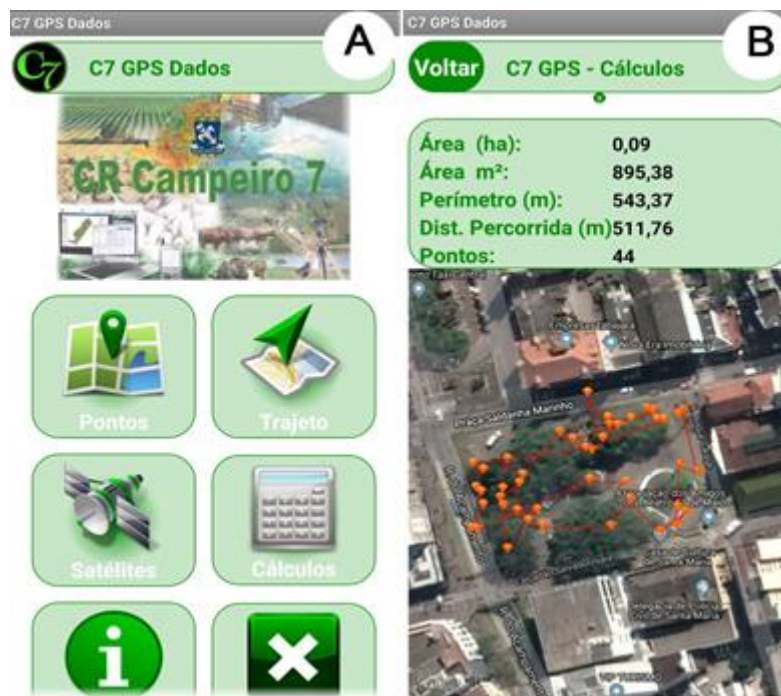 C7 GPS Dados
A
C7
C7 GPS Dados
CR Campeiro 7
Pontos
Trajeto
Satélites
Cálculos
C7 GPS Dados
B
Voltar
C7 GPS - Cálculos
Área (ha): 0,09
Área m²: 895,38
Perímetro (m): 543,37
Dist. Percorrida (m) 511,76
Pontos: 44
Praça Saldanha Marinho